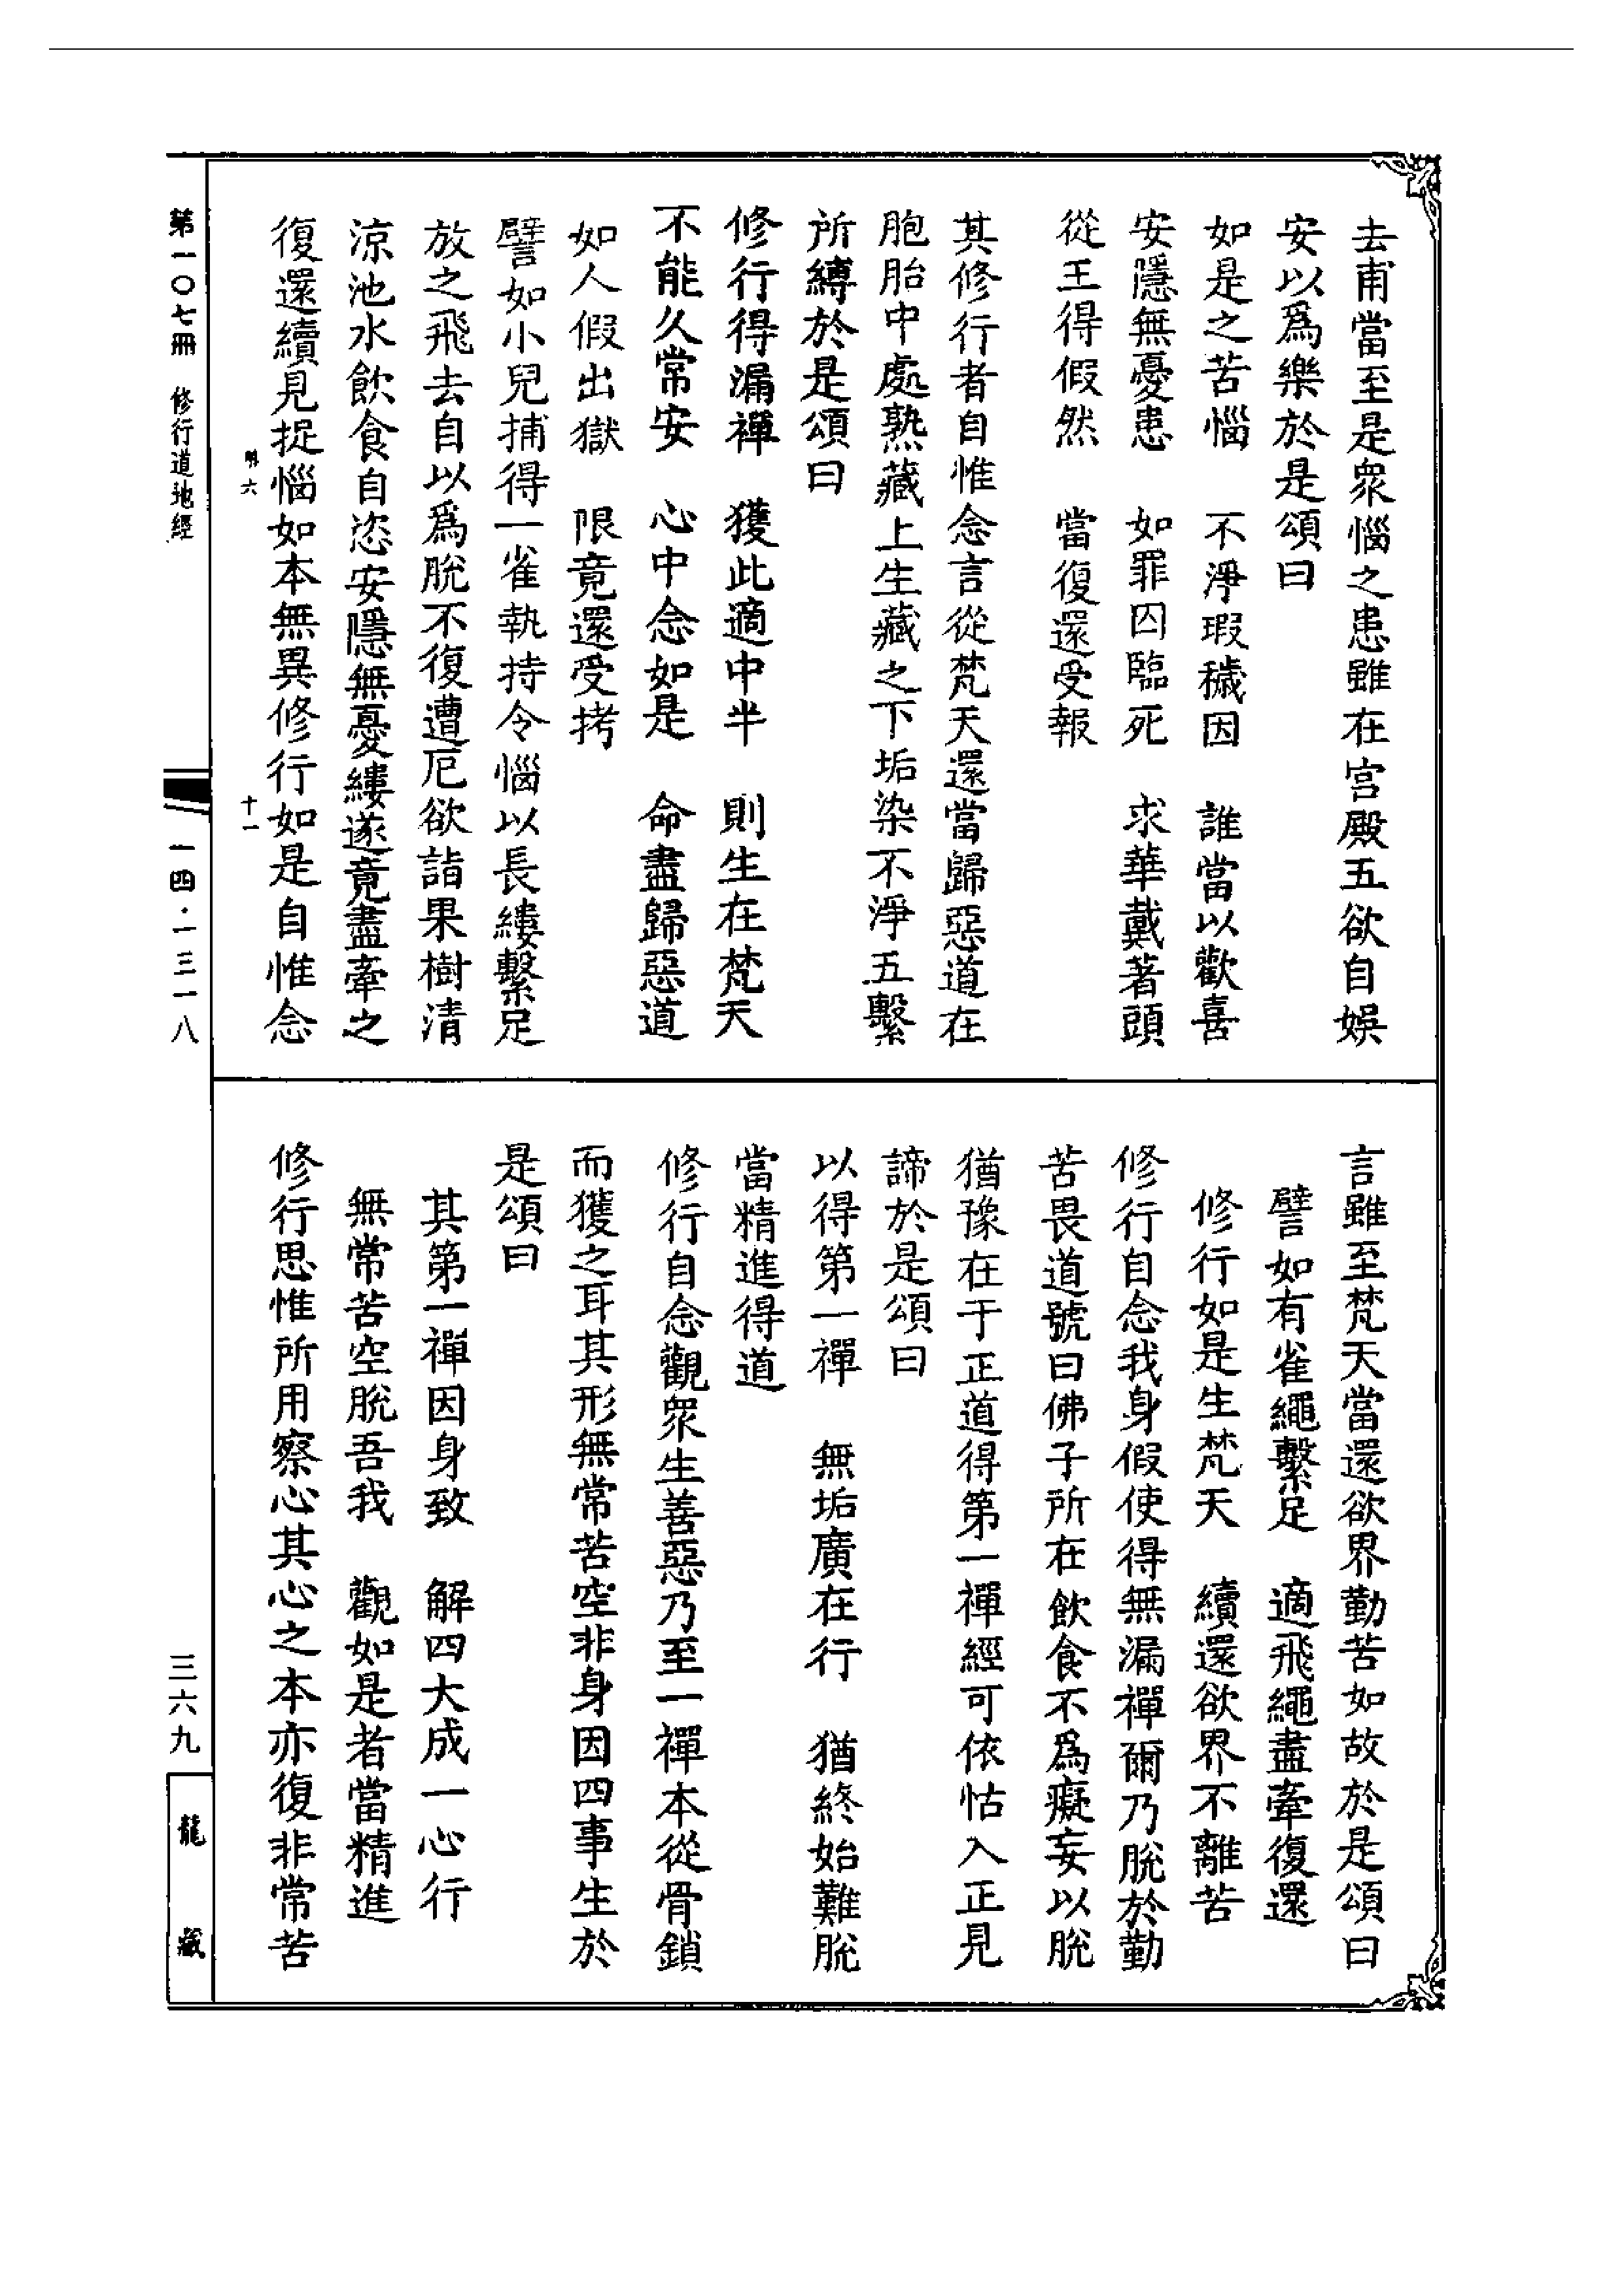 去甫當至是衆惱之患雖在宮殿五欲自娛
安以爲樂於是頌曰
如是之苦惱　不淨瑕穢因　誰當以歡喜
安隱無憂患　如罪囚臨死　求華戴著頭
從王得假然　當復還受報
其修行者自惟念言從梵天還當歸惡道在
胞胎中處熟藏上生藏之下垢染不淨五繫
所縛於是頌曰
修行得漏禪　獲此適中半　則生在梵天
不能久常安　心中念如是　命盡歸惡道
如人假出獄　限竟還受拷
譬如小兒捕得一雀執持令惱以長縷繫足
放之飛去自以爲脫不復遭厄欲詣果樹清
涼池水飲食自恣安隱無憂縷遂竟盡牽之
復還續見捉惱如本無異修行如是自惟念
言雖至梵天當還欲界勤苦如故於是頌曰
譬如有雀繩繫足　適飛繩盡牽復還
修行如是生梵天　續還欲界不離苦
修行自念我身假使得無漏禪爾乃脫於勤
苦畏道號曰佛子所在飲食不爲癡妄以脫
猶豫在于正道得第一禪經可依怙入正見
諦於是頌曰
以得第一禪　無垢廣在行　猶終始難脫
當精進得道
修行自念觀衆生善惡乃至一禪本從骨鎖
而獲之耳其形無常苦空非身因四事生於
是頌曰
其第一禪因身致　解四大成一心行
無常苦空脫吾我　觀如是者當精進
修行思惟所用察心其心之本亦復非常苦
第一〇七冊　修行道地經
明六
十一
一四·一三一八
三六九
龍藏